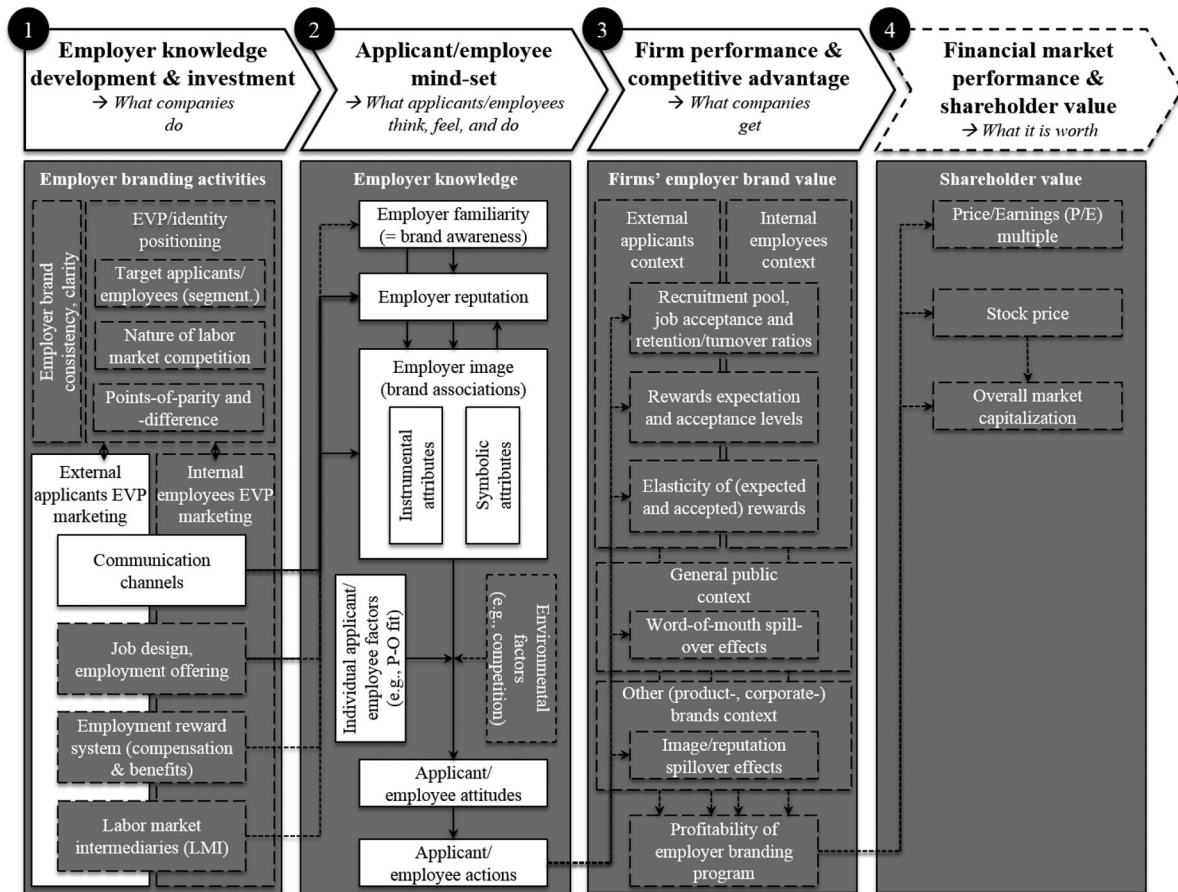 1
Employer knowledge
development & investment
→ What companies
do
2
Applicant/employee
mind-set
→ What applicants/employees
think, feel, and do
3
Firm performance &
competitive advantage
→ What companies
get
4
Financial market
performance &
shareholder value
→ What it is worth
Employer branding activities
Employer brand
consistency, clarity
EVP/identity
positioning
Target applicants/
employees (segment.)
Nature of labor
market competition
Points-of-parity and
-difference
External
applicants EVP
marketing
Internal
employees EVP
marketing
Communication
channels
Job design,
employment offering
Employment reward
system (compensation
& benefits)
Labor market
intermediaries (LMI)
Employer knowledge
Employer familiarity
(= brand awareness)
Employer reputation
Employer image
(brand associations)
Instrumental
attributes
Symbolic
attributes
Individual applicant/
employee factors
(e.g., P-O fit)
Environmental
factors
(e.g., competition)
Applicant/
employee attitudes
Applicant/
employee actions
Firms' employer brand value
External
applicants
context
Internal
employees
context
Recruitment pool,
job acceptance and
retention/turnover ratios
Rewards expectation
and acceptance levels
Elasticity of (expected
and accepted) rewards
General public
context
Word-of-mouth spill-
over effects
Other (product-, corporate-)
brands context
Image/reputation
spillover effects
Profitability of
employer branding
program
Shareholder value
Price/Earnings (P/E)
multiple
Stock price
Overall market
capitalization